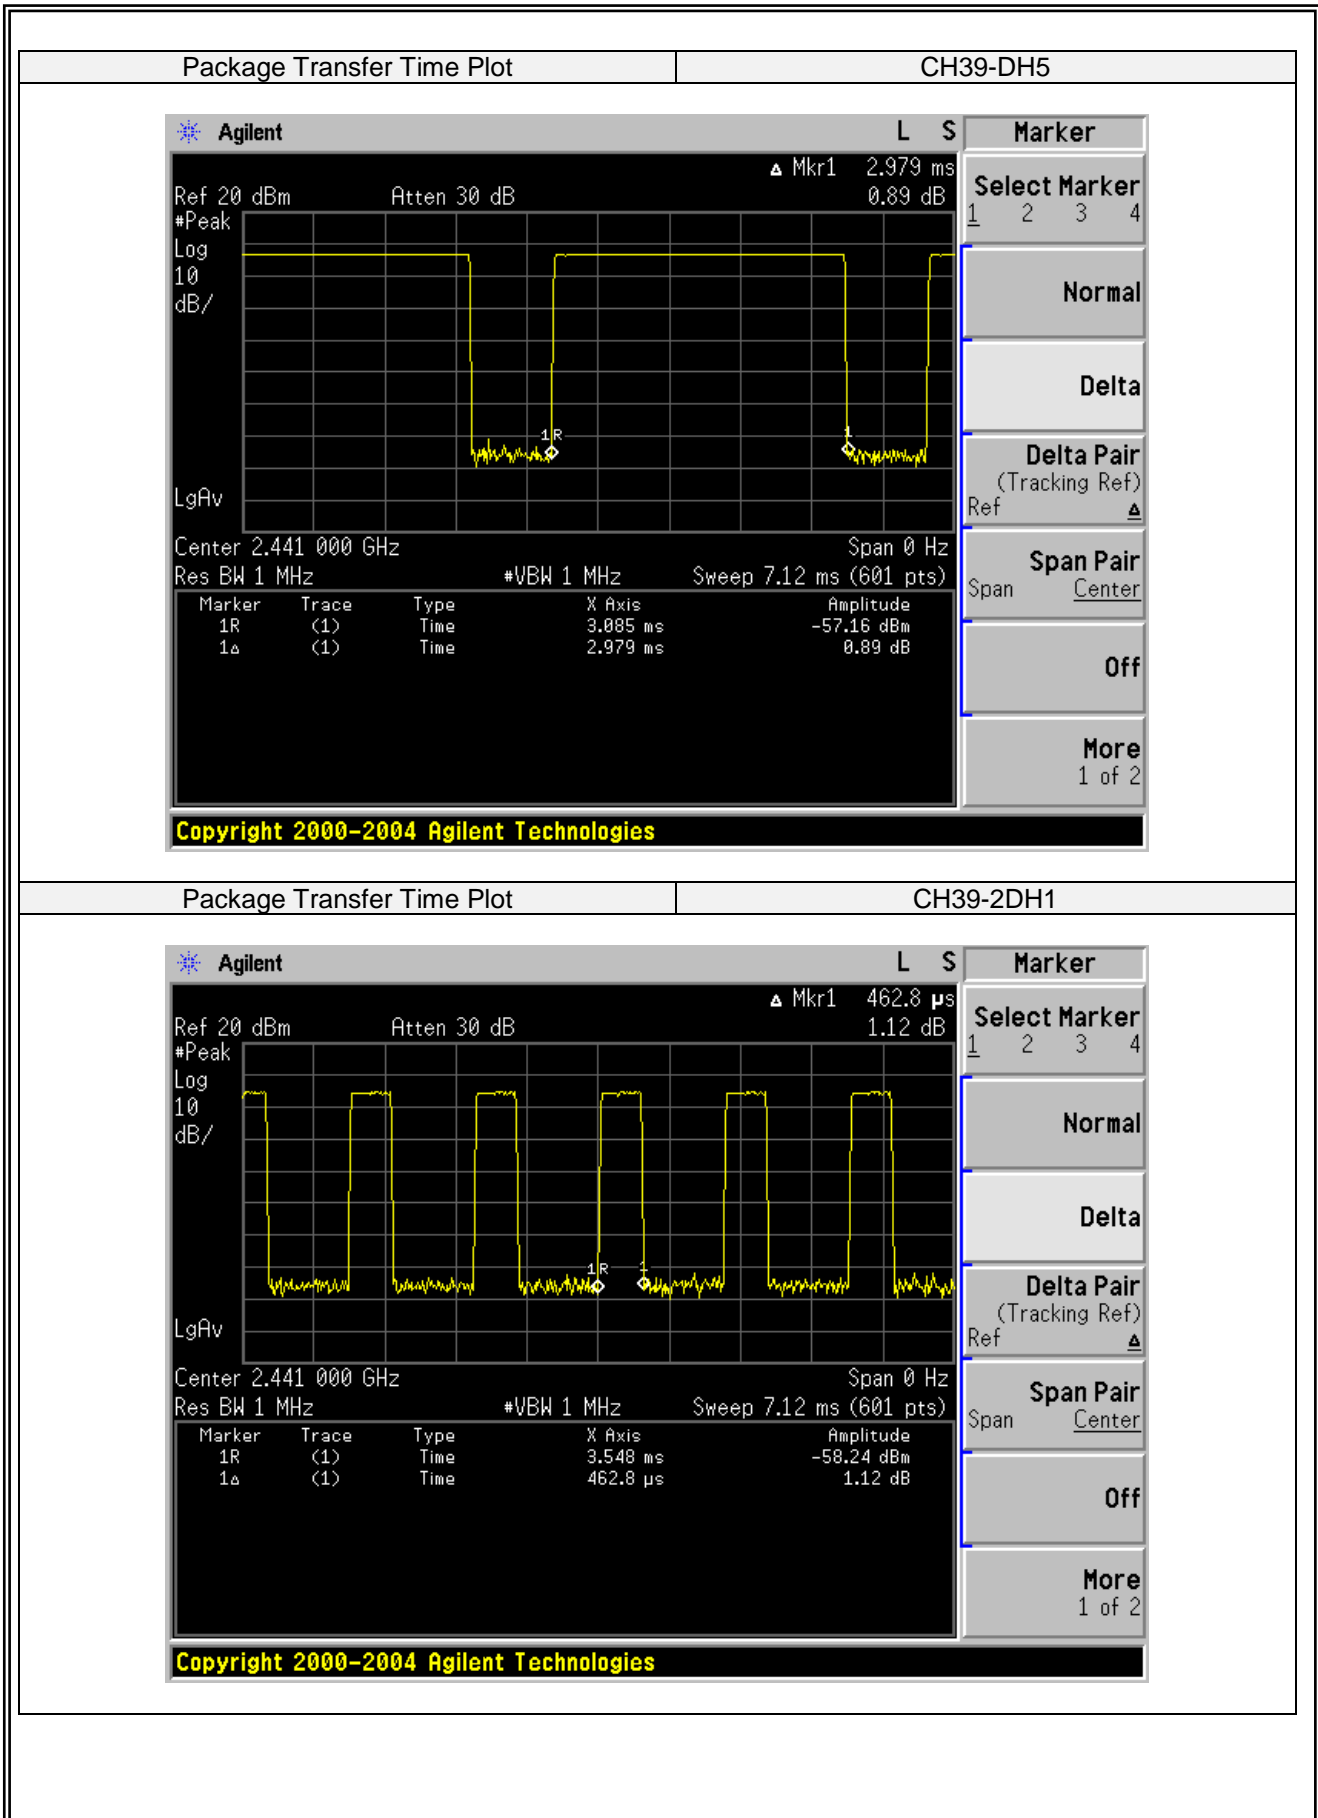 Package Transfer Time Plot CH39-DH5
Agilent L S Marker
Δ Mkr1 2.979 ms
Ref 20 dBm Atten 30 dB 0.89 dB
Select Marker
1 2 3 4
#Peak
Log
10
dB/
Normal
Delta
1R 1
Delta Pair
(Tracking Ref)
Ref Δ
LgAv
Center 2.441 000 GHz Span 0 Hz
Res BW 1 MHz #VBW 1 MHz Sweep 7.12 ms (601 pts)
Span Pair
Span Center
Marker Trace Type X Axis Amplitude
1R (1) Time 3.085 ms -57.16 dBm
1Δ (1) Time 2.979 ms 0.89 dB
Off
More
1 of 2
Copyright 2000-2004 Agilent Technologies
Package Transfer Time Plot CH39-2DH1
Agilent L S Marker
Δ Mkr1 462.8 µs
Ref 20 dBm Atten 30 dB 1.12 dB
Select Marker
1 2 3 4
#Peak
Log
10
dB/
Normal
Delta
1R 1
Delta Pair
(Tracking Ref)
Ref Δ
LgAv
Center 2.441 000 GHz Span 0 Hz
Res BW 1 MHz #VBW 1 MHz Sweep 7.12 ms (601 pts)
Span Pair
Span Center
Marker Trace Type X Axis Amplitude
1R (1) Time 3.548 ms -58.24 dBm
1Δ (1) Time 462.8 µs 1.12 dB
Off
More
1 of 2
Copyright 2000-2004 Agilent Technologies